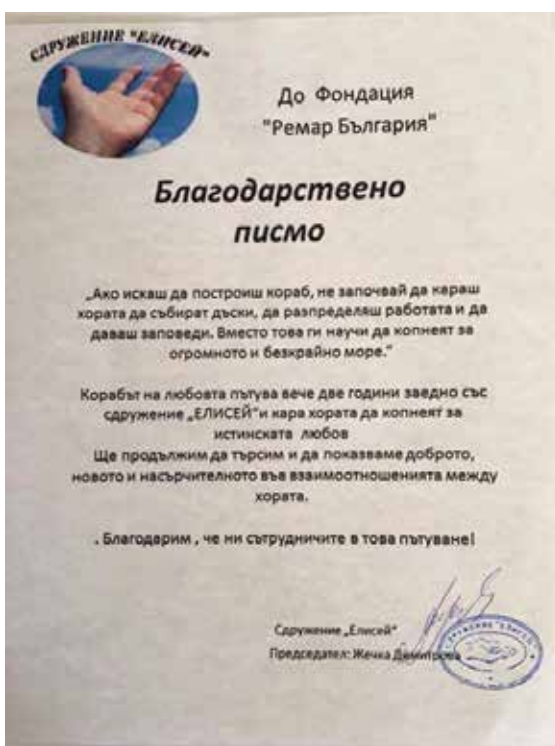 СДРУЖЕНИЕ "ЕЛИСЕЙ"
До Фондация
"Ремар България"
Благодарствено
писмо
„Ако искаш да построиш кораб, не започвай да караш
хората да събират дъски, да разпределяш работата и да
даваш заповеди. Вместо това ги научи да копнеят за
огромното и безкрайно море.“
Корабът на любовта пътува вече две години заедно със
сдружение „ЕЛИСЕЙ“и кара хората да копнеят за
истинската любов
Ще продължим да търсим и да показваме доброто,
новото и насърчителното във взаимоотношенията между
хората.
. Благодарим , че ни сътрудничите в това пътуване!
Сдружение „Елисей“
Председател: Жечка Димитрова